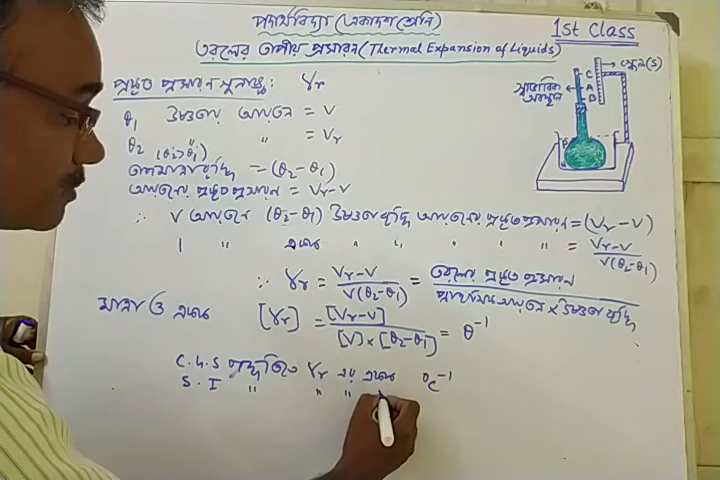 পদার্থবিদ্যা (একাদশ শ্রেণি)
1st Class
তরলের তাপীয় প্রসারণ (Thermal Expansion of Liquids)
প্রকৃত প্রসারণ গুণাঙ্ক: γr
স্কেল (S)
স্বাভাবিক অবস্থান
C
A
B
θ1 উষ্ণতায় আয়তন = V
θ2 " " = Vr
(θ2>θ1)
তাপমাত্রা বৃদ্ধি = (θ2-θ1)
আয়তনের প্রকৃত প্রসারণ = Vr-V
∴ V আয়তনে (θ2-θ1) উষ্ণতা বৃদ্ধি আয়তনের প্রকৃত প্রসারণ = (Vr-V)
1 " একক " " " " " = Vr-V / V(θ2-θ1)
∴ γr = Vr-V / V(θ2-θ1) = তরলের প্রকৃত প্রসারণ / প্রাথমিক আয়তন × উষ্ণতা বৃদ্ধি
মাত্রা ও একক [γr] = [Vr-V] / [V]×[θ2-θ1] = θ-1
C.G.S পদ্ধতিতে γr এর একক °C-1
S.I " " "